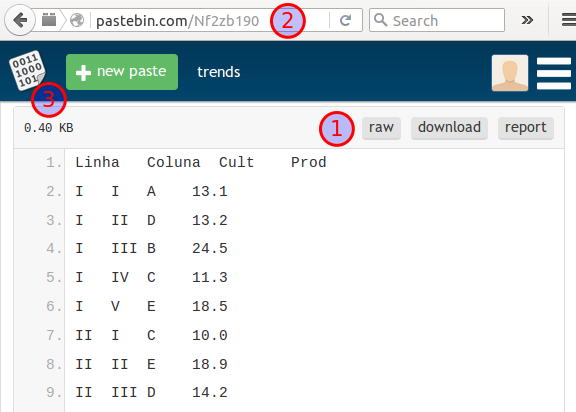 pastebin.com/Nf2zb190 2 Search
0011
1000
101
new paste trends
3
0.40 KB 1 raw download report
1. Linha Coluna Cult Prod
2. I I A 13.1
3. I II D 13.2
4. I III B 24.5
5. I IV C 11.3
6. I V E 18.5
7. II I C 10.0
8. II II E 18.9
9. II III D 14.2